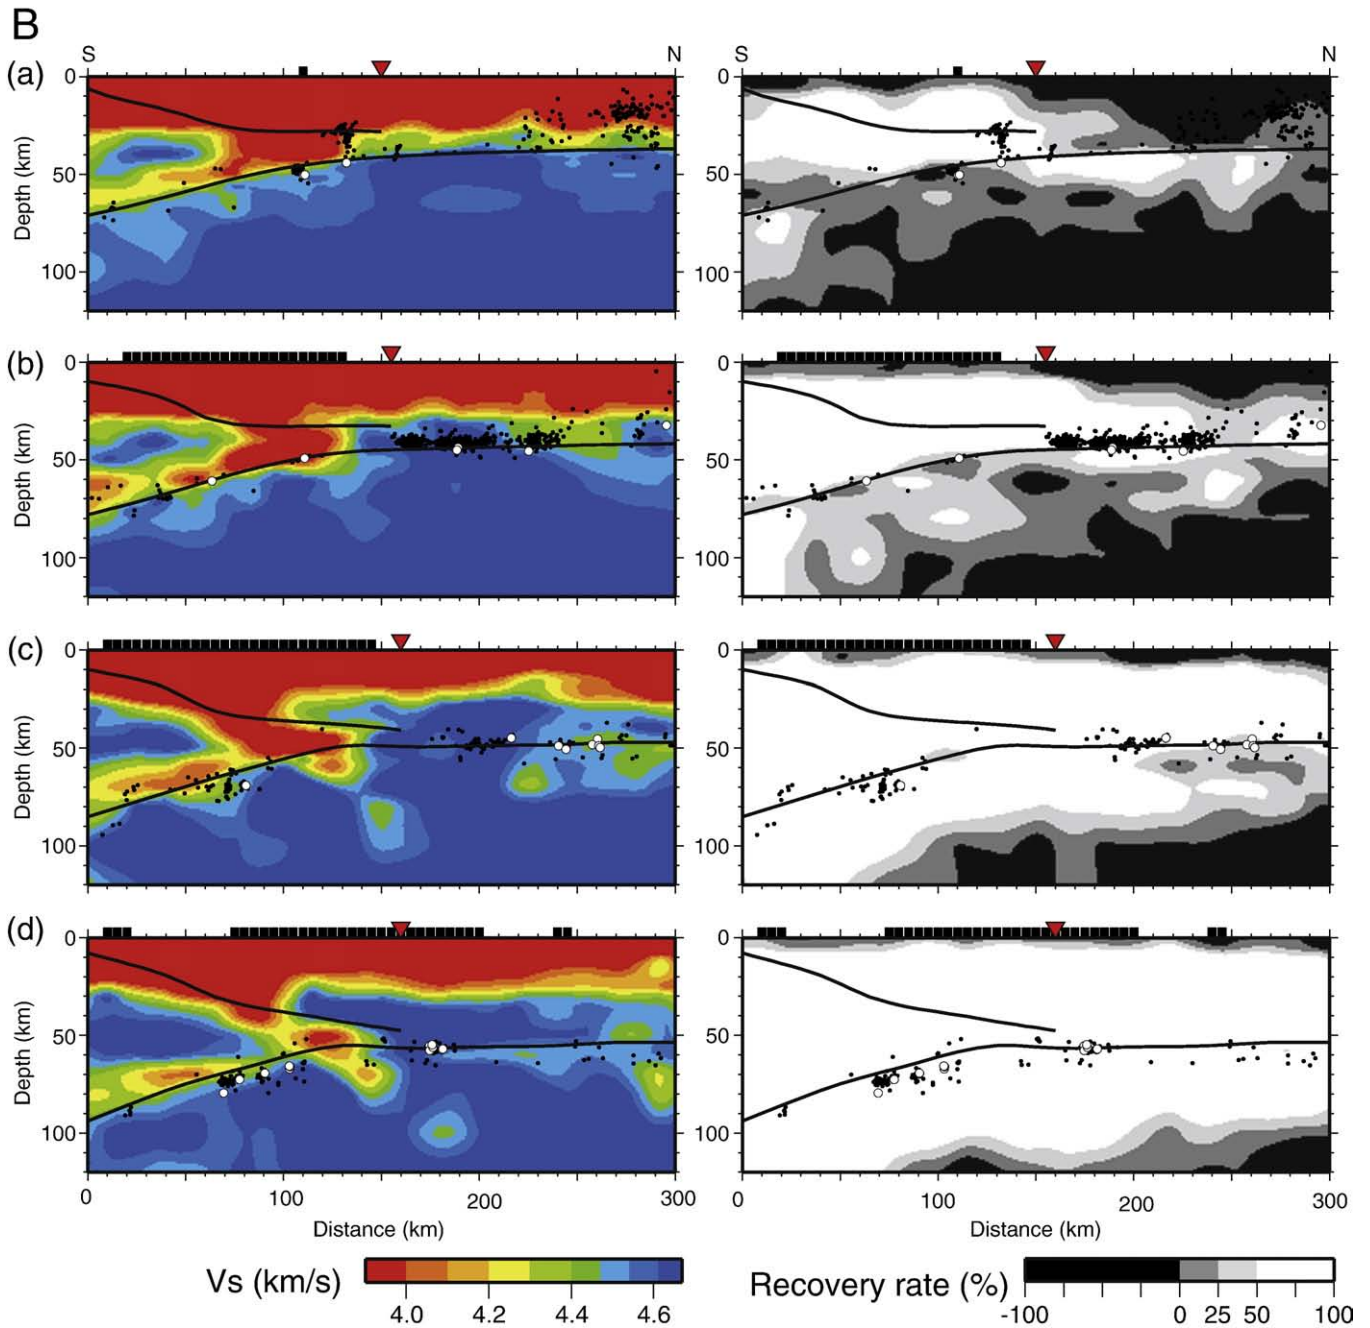 B
S N S N
(a) 0 50 100 Depth (km) 0 50 100
(b) 0 50 100 Depth (km) 0 50 100
(c) 0 50 100 Depth (km) 0 50 100
(d) 0 50 100 Depth (km) 0 50 100
0 100 200 300 0 100 200 300
Distance (km) Distance (km)
Vs (km/s) Recovery rate (%)
4.0 4.2 4.4 4.6 -100 0 25 50 100